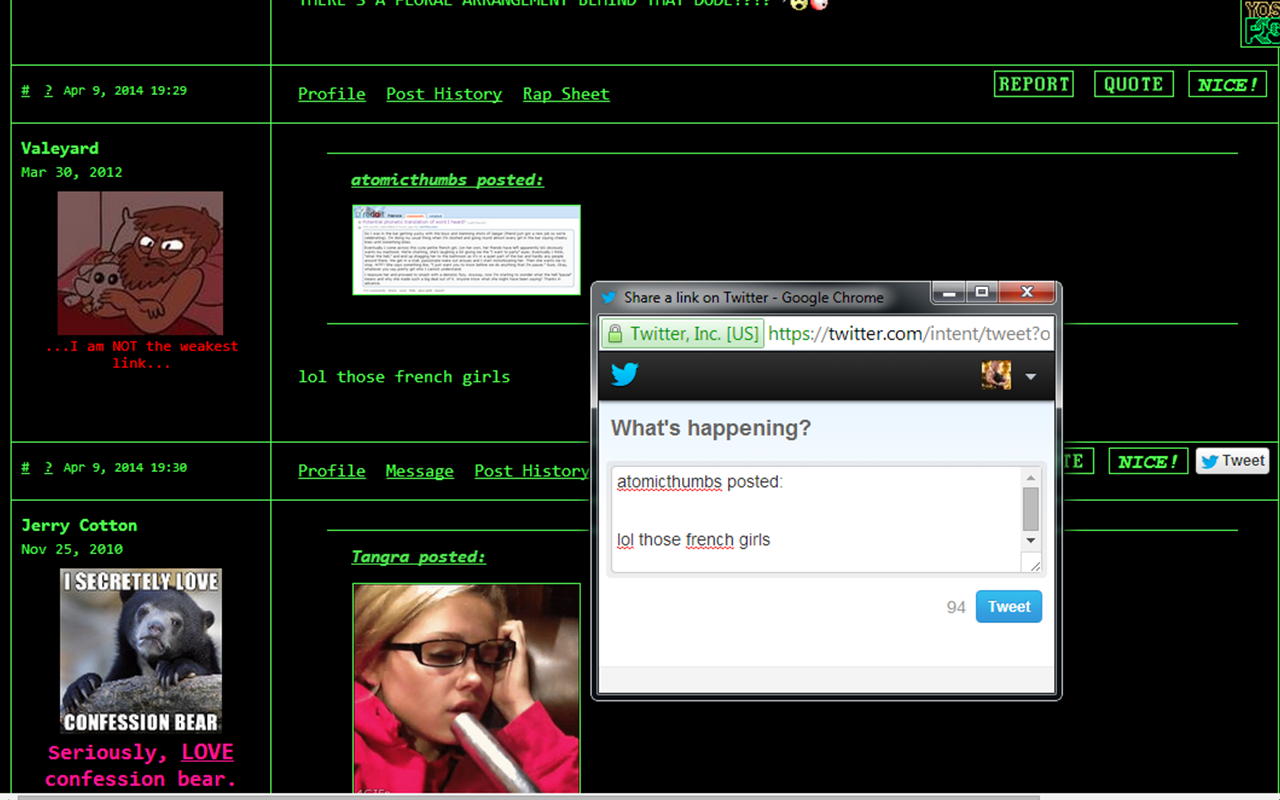 THERE'S A FLORAL ARRANGEMENT BEHIND THAT DUDE????
YOS
# ? Apr 9, 2014 19:29
Profile Post History Rap Sheet
REPORT QUOTE NICE!
Valeyard
Mar 30, 2012
...I am NOT the weakest
link...
atomicthumbs posted:
reddit
lol those french girls
# ? Apr 9, 2014 19:30
Profile Message Post History
TE NICE! Tweet
Jerry Cotton
Nov 25, 2010
I SECRETELY LOVE
CONFESSION BEAR
Seriously, LOVE
confession bear.
Tangra posted:
Share a link on Twitter - Google Chrome
Twitter, Inc. [US] https://twitter.com/intent/tweet?o
What's happening?
atomicthumbs posted:
lol those french girls
94 Tweet